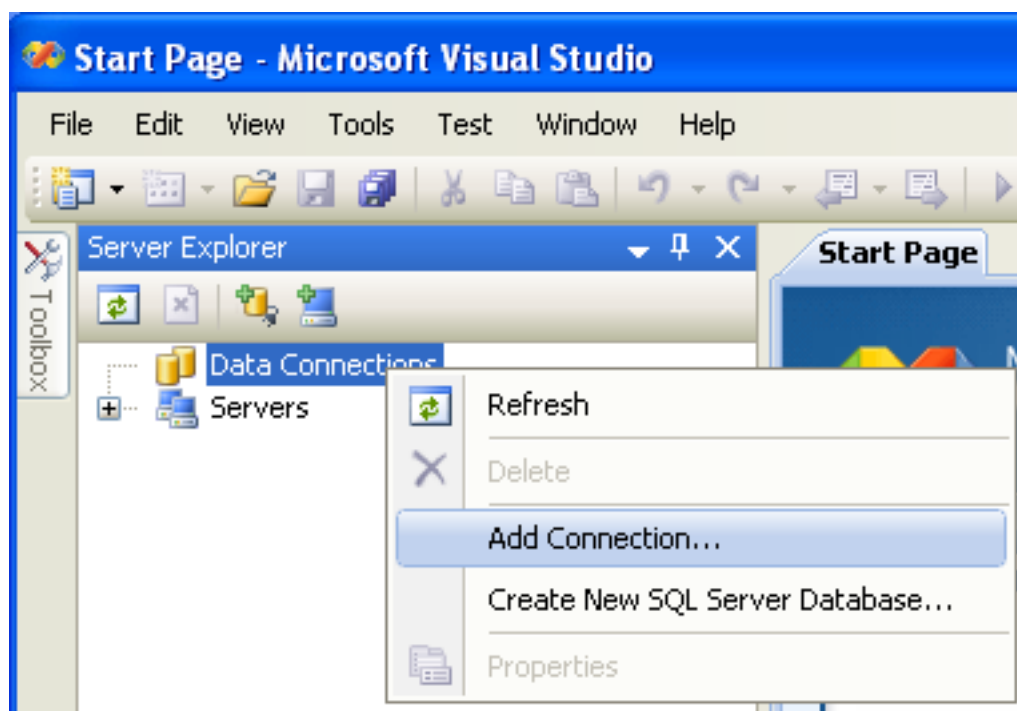 Start Page - Microsoft Visual Studio
File Edit View Tools Test Window Help
Toolbox
Server Explorer
Start Page
Data Connections
Servers
Refresh
Delete
Add Connection...
Create New SQL Server Database...
Properties